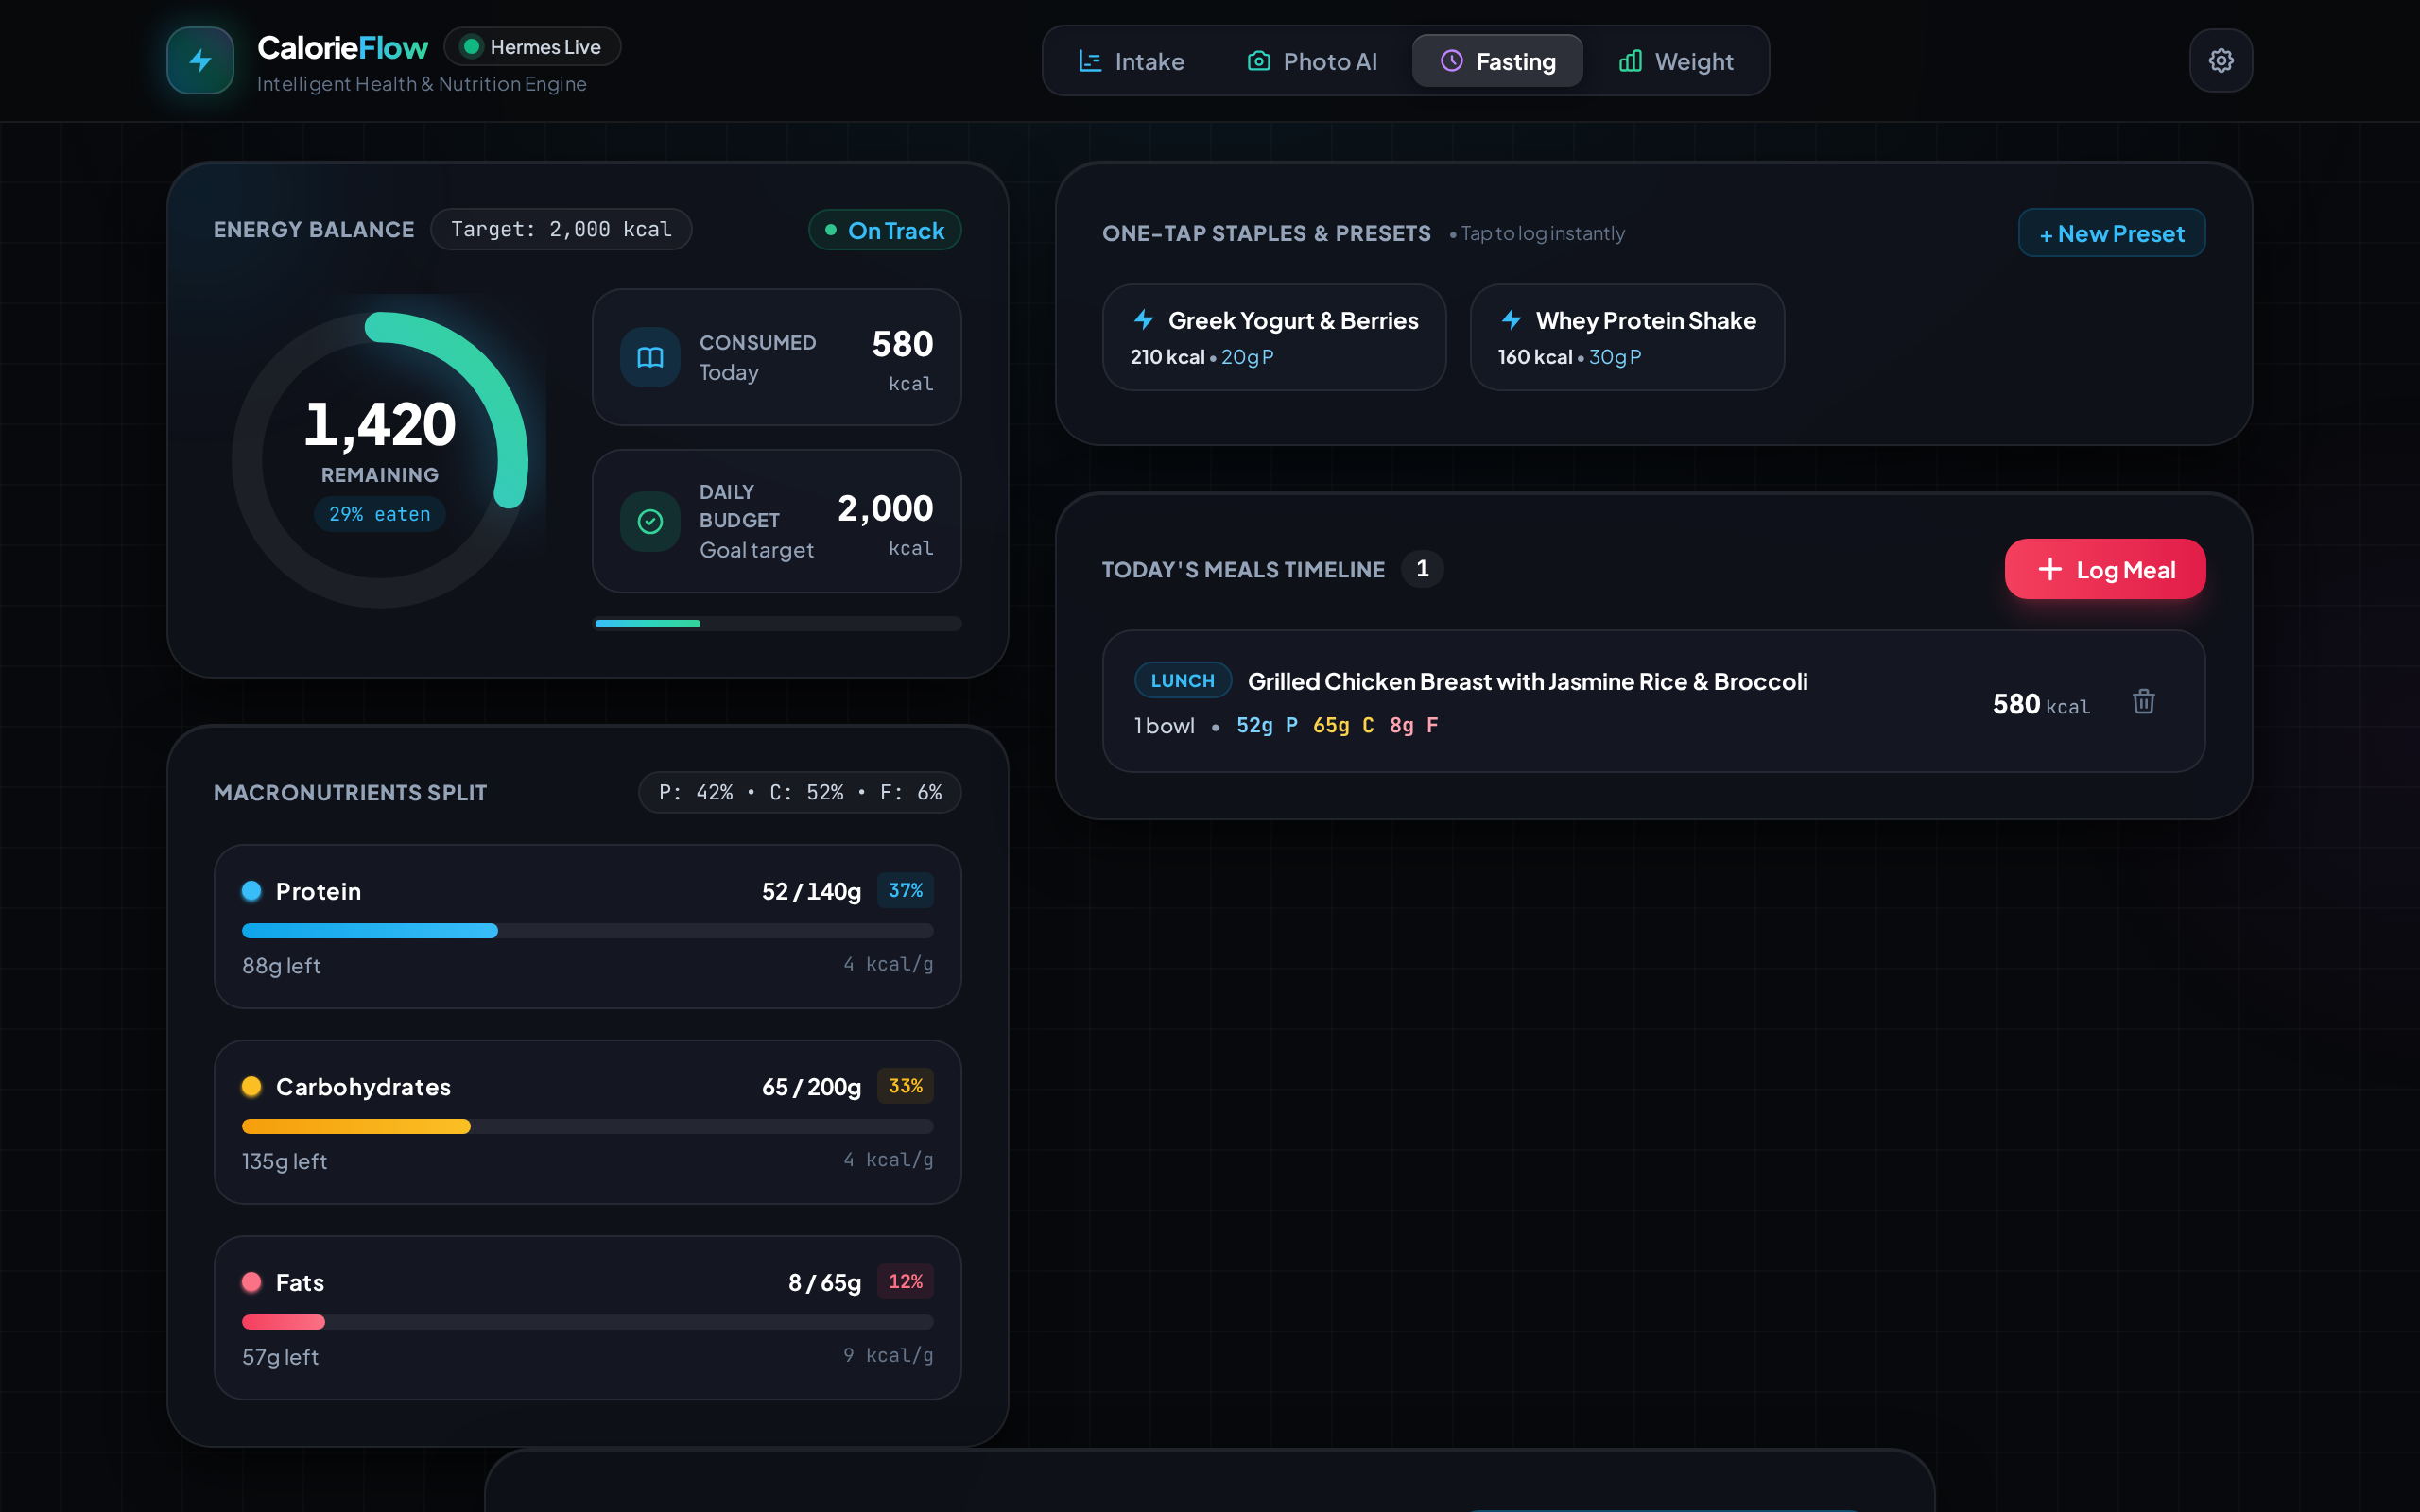 CalorieFlow
Hermes Live
Intelligent Health & Nutrition Engine
Intake
Photo AI
Fasting
Weight
ENERGY BALANCE
Target: 2,000 kcal
On Track
1,420
REMAINING
29% eaten
CONSUMED
Today
580
kcal
DAILY
BUDGET
Goal target
2,000
kcal
MACRONUTRIENTS SPLIT
P: 42% • C: 52% • F: 6%
Protein
52 / 140g
37%
88g left
4 kcal/g
Carbohydrates
65 / 200g
33%
135g left
4 kcal/g
Fats
8 / 65g
12%
57g left
9 kcal/g
ONE-TAP STAPLES & PRESETS
• Tap to log instantly
+ New Preset
Greek Yogurt & Berries
210 kcal • 20g P
Whey Protein Shake
160 kcal • 30g P
TODAY'S MEALS TIMELINE
1
Log Meal
LUNCH
Grilled Chicken Breast with Jasmine Rice & Broccoli
1 bowl • 52g P 65g C 8g F
580 kcal